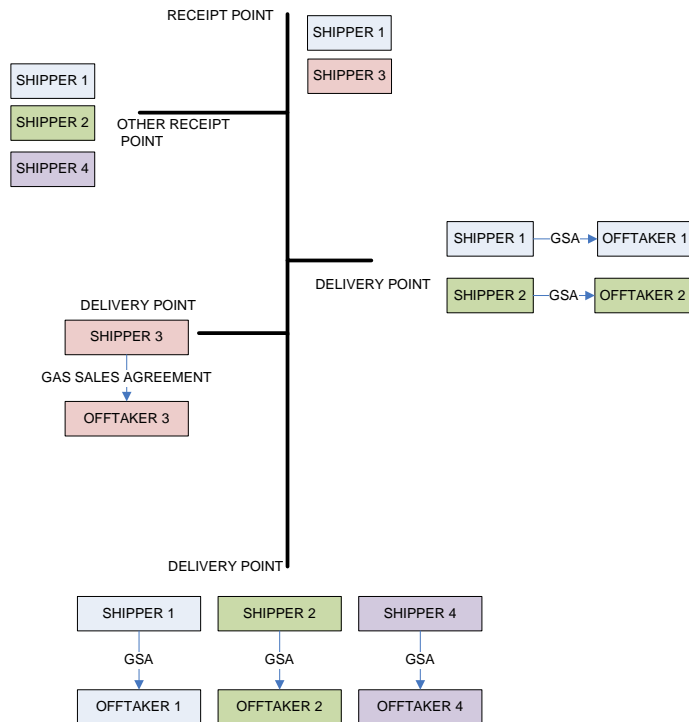 RECEIPT POINT
SHIPPER 1
SHIPPER 3
SHIPPER 1
SHIPPER 2
SHIPPER 4
OTHER RECEIPT
POINT
SHIPPER 1 GSA OFFTAKER 1
DELIVERY POINT
SHIPPER 2 GSA OFFTAKER 2
DELIVERY POINT
SHIPPER 3
GAS SALES AGREEMENT
OFFTAKER 3
DELIVERY POINT
SHIPPER 1 SHIPPER 2 SHIPPER 4
GSA GSA GSA
OFFTAKER 1 OFFTAKER 2 OFFTAKER 4